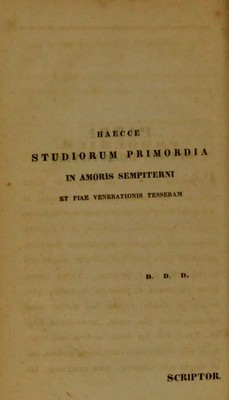 HAECCE
STUDIORUM PRIMORDIA
IN AMORIS SEMPITERNI
ET PIAE VENERATIONIS TESSERAM
D. D. D.
SCRIPTOR.